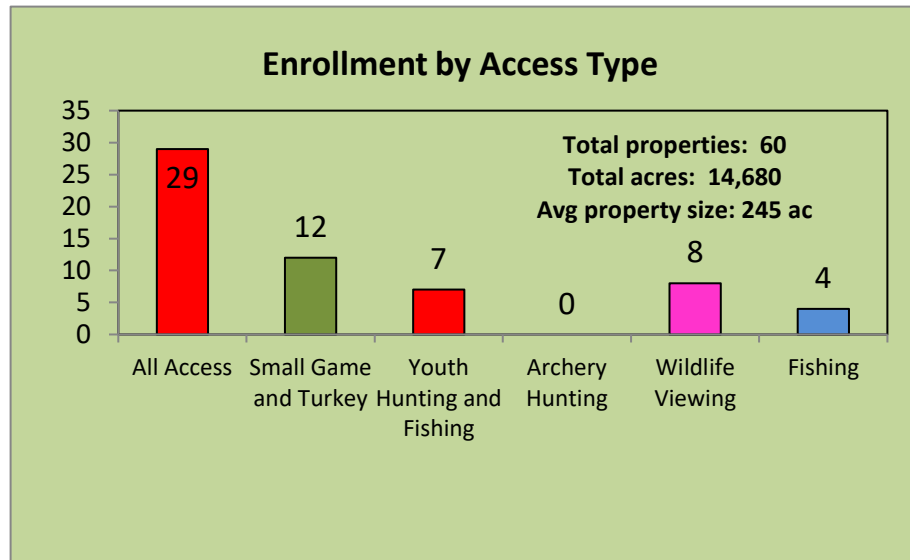 Enrollment by Access Type
35
30
25
20
15
10
5
0
Total properties: 60
Total acres: 14,680
Avg property size: 245 ac
29
12
7
0
8
4
All Access
Small Game
and Turkey
Youth
Hunting and
Fishing
Archery
Hunting
Wildlife
Viewing
Fishing